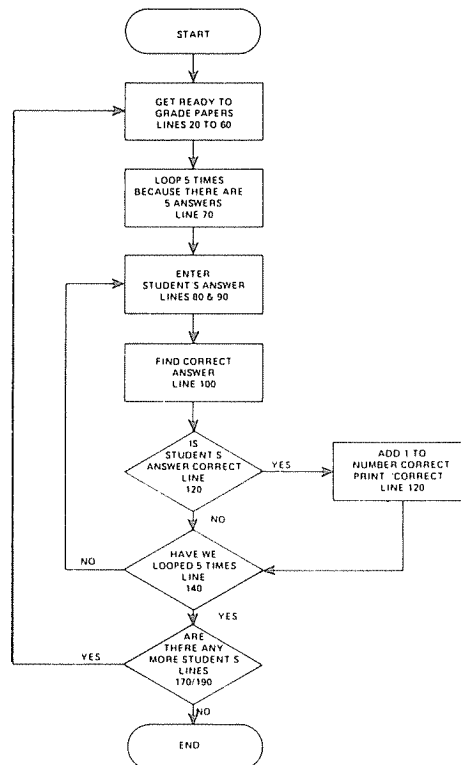 START
GET READY TO
GRADE PAPERS
LINES 20 TO 60
LOOP 5 TIMES
BECAUSE THERE ARE
5 ANSWERS
LINE 70
ENTER
STUDENT S ANSWER
LINES 80 & 90
FIND CORRECT
ANSWER
LINE 100
IS
STUDENT S
ANSWER CORRECT
LINE
120
YES
ADD 1 TO
NUMBER CORRECT
PRINT 'CORRECT
LINE 120
NO
HAVE WE
LOOPED 5 TIMES
LINE
140
NO
YES
ARE
THERE ANY
MORE STUDENT S
LINES
170/190
YES
NO
END